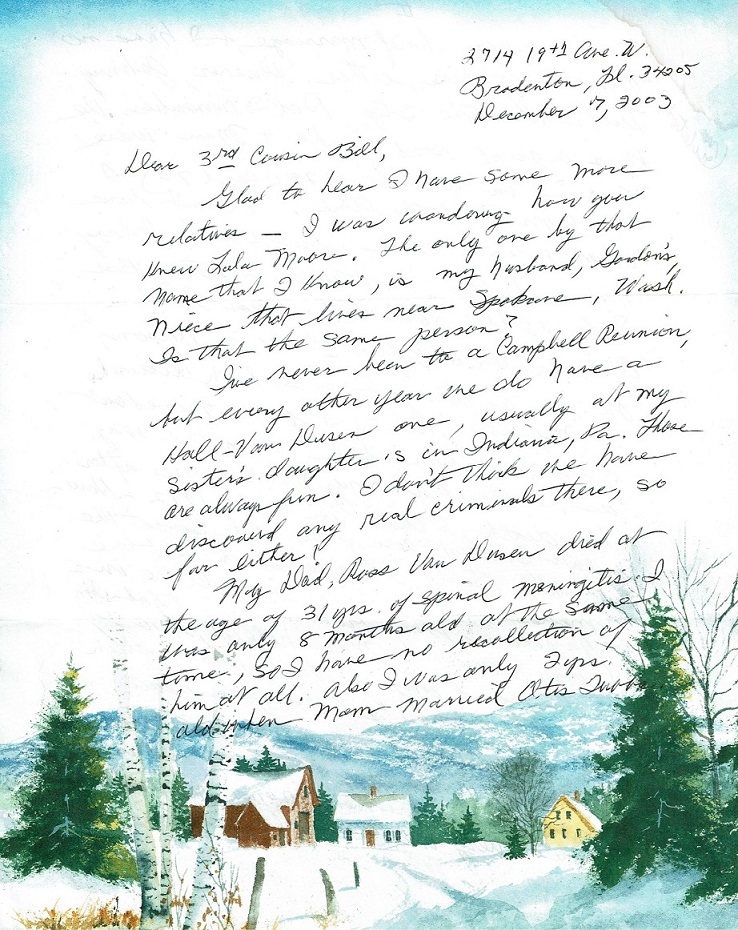 2714 19th Ave. W.
Bradenton, Fl. 34205
December 7, 2003
Dear 3rd Cousin Bill,
Glad to hear I have some more
relatives — I was wondering how you
knew Lula Moore. The only one by that
name that I know, is my husband, Gordon's,
niece that lives near Spokane, Wash.
Is that the same person?
I've never been to a Campbell Reunion,
but every other year we do have a
Hall-Van Dusen one, usually at my
sister's daughter's in Indiana, Pa. Those
are always fun. I don't think we have
discoverd any real criminals there, so
far either!
My Dad, Ross Van Dusen died at
the age of 31 yrs. of spinal meningitis. I
was only 8 months old at the same
time, so I have no recollection of
him at all. Also I was only 2 yrs.
old when Mom married Otis